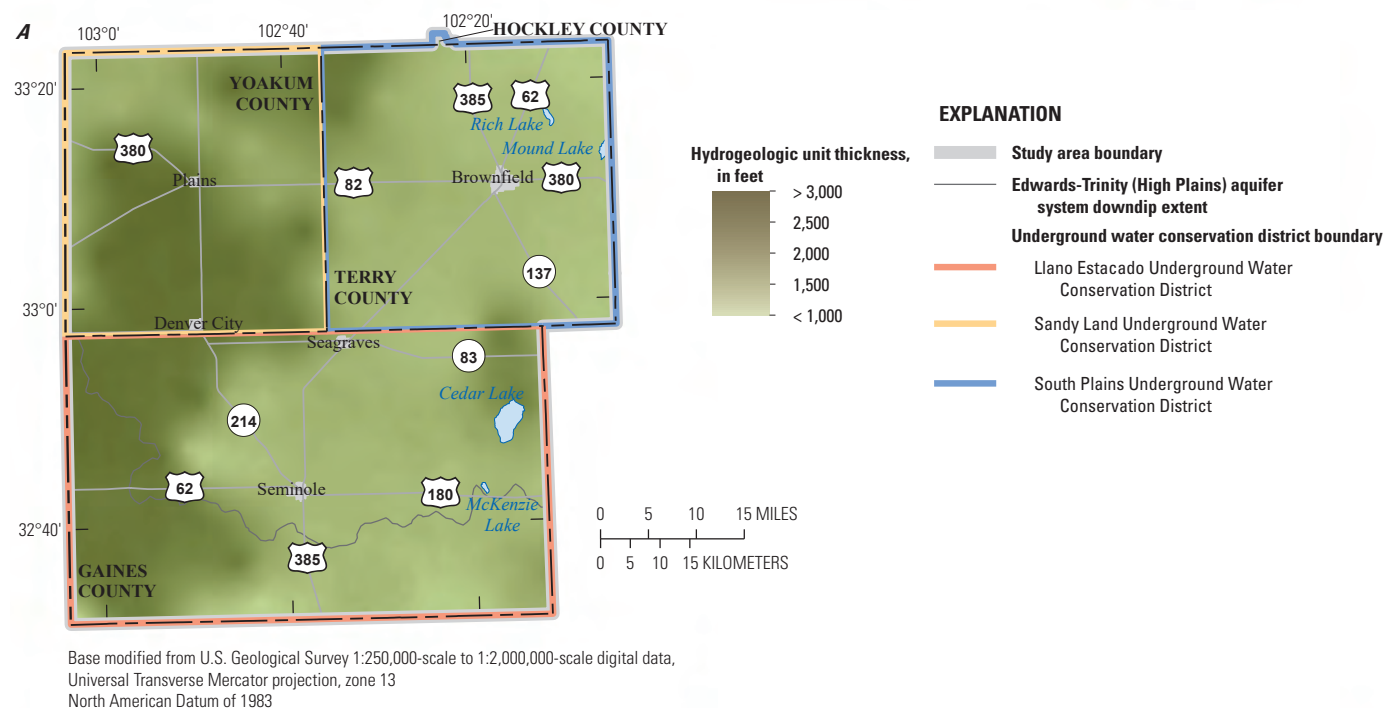 A
103°0'
102°40'
102°20'
HOCKLEY COUNTY
33°20'
YOAKUM
COUNTY
385
62
Rich Lake
Mound Lake
380
Plains
82
Brownfield
380
TERRY
COUNTY
137
33°0'
Denver City
Seagraves
83
Cedar Lake
214
62
Seminole
180
McKenzie
Lake
32°40'
385
GAINES
COUNTY
Hydrogeologic unit thickness,
in feet
> 3,000
2,500
2,000
1,500
< 1,000
0 5 10 15 MILES
0 5 10 15 KILOMETERS
EXPLANATION
Study area boundary
Edwards-Trinity (High Plains) aquifer
system downdip extent
Underground water conservation district boundary
Llano Estacado Underground Water
Conservation District
Sandy Land Underground Water
Conservation District
South Plains Underground Water
Conservation District
Base modified from U.S. Geological Survey 1:250,000-scale to 1:2,000,000-scale digital data,
Universal Transverse Mercator projection, zone 13
North American Datum of 1983